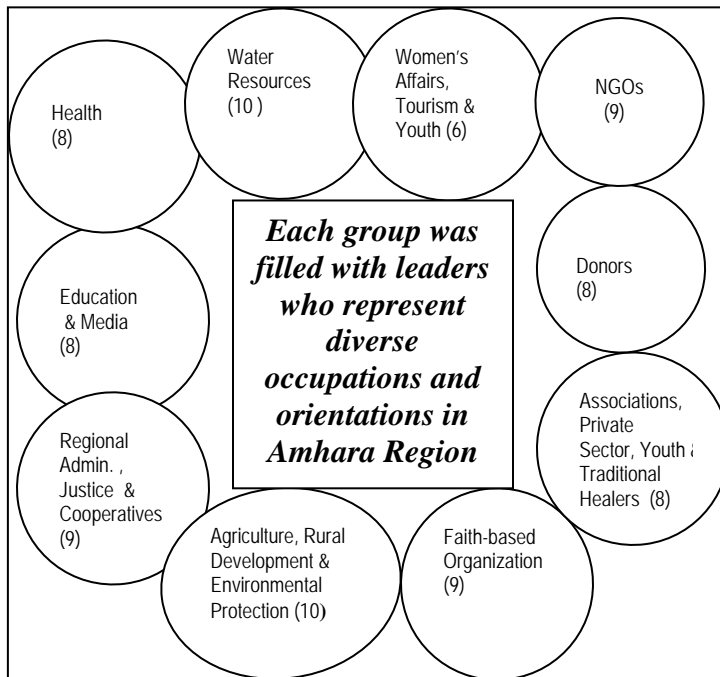 Health
(8)
Water
Resources
(10 )
Women's
Affairs,
Tourism &
Youth (6)
NGOs
(9)
Donors
(8)
Associations,
Private
Sector, Youth &
Traditional
Healers (8)
Faith-based
Organization
(9)
Agriculture, Rural
Development &
Environmental
Protection (10)
Regional
Admin. ,
Justice &
Cooperatives
(9)
Education
& Media
(8)
Each group was
filled with leaders
who represent
diverse
occupations and
orientations in
Amhara Region